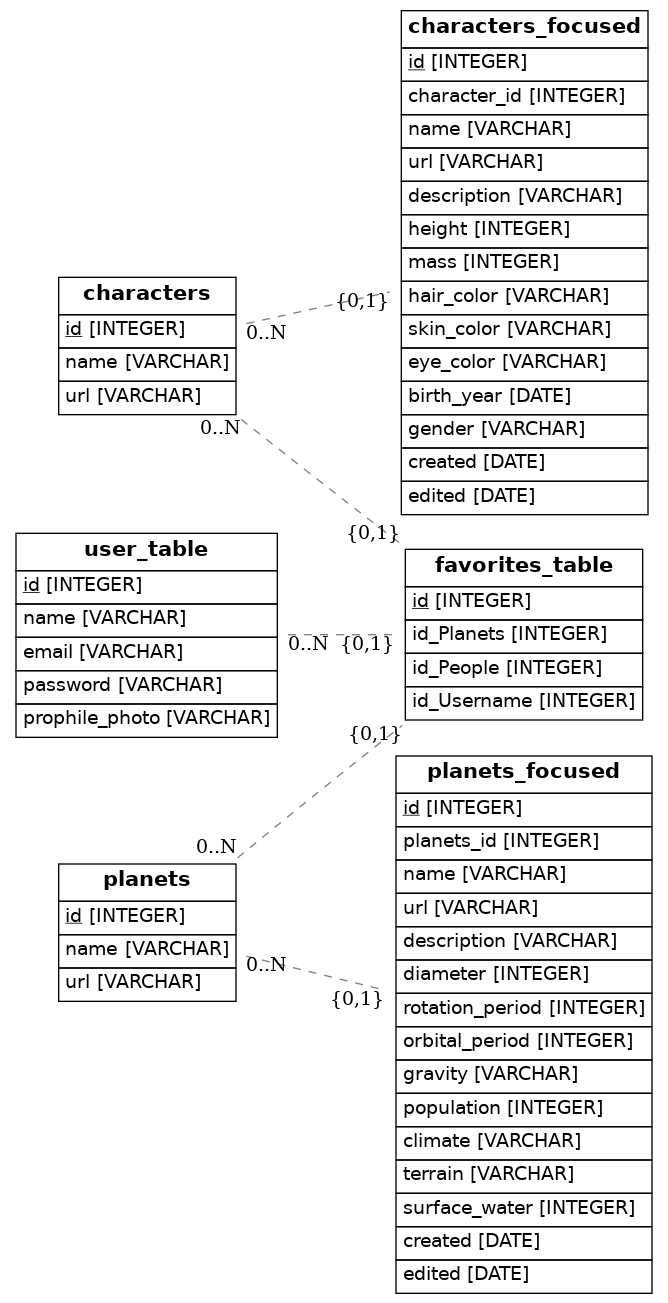 characters_focused
id [INTEGER]
character_id [INTEGER]
name [VARCHAR]
url [VARCHAR]
description [VARCHAR]
height [INTEGER]
mass [INTEGER]
hair_color [VARCHAR]
skin_color [VARCHAR]
eye_color [VARCHAR]
birth_year [DATE]
gender [VARCHAR]
created [DATE]
edited [DATE]
characters
id [INTEGER]
name [VARCHAR]
url [VARCHAR]
{0,1}
0..N
0..N
{0,1}
user_table
id [INTEGER]
name [VARCHAR]
email [VARCHAR]
password [VARCHAR]
prophile_photo [VARCHAR]
0..N
{0,1}
favorites_table
id [INTEGER]
id_Planets [INTEGER]
id_People [INTEGER]
id_Username [INTEGER]
{0,1}
0..N
planets
id [INTEGER]
name [VARCHAR]
url [VARCHAR]
0..N
{0,1}
planets_focused
id [INTEGER]
planets_id [INTEGER]
name [VARCHAR]
url [VARCHAR]
description [VARCHAR]
diameter [INTEGER]
rotation_period [INTEGER]
orbital_period [INTEGER]
gravity [VARCHAR]
population [INTEGER]
climate [VARCHAR]
terrain [VARCHAR]
surface_water [INTEGER]
created [DATE]
edited [DATE]